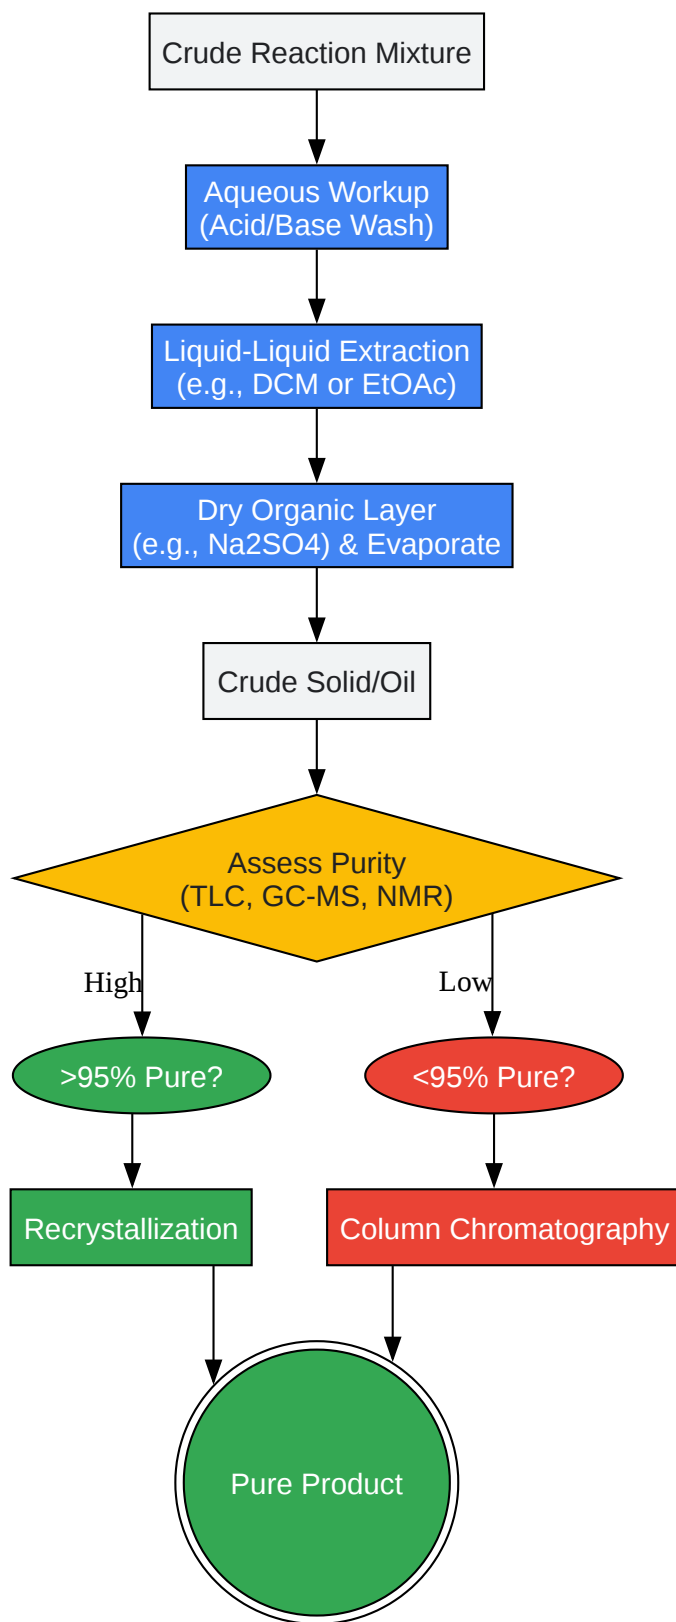 Crude Reaction Mixture
Aqueous Workup
(Acid/Base Wash)
Liquid-Liquid Extraction
(e.g., DCM or EtOAc)
Dry Organic Layer
(e.g., Na2SO4) & Evaporate
Crude Solid/Oil
Assess Purity
(TLC, GC-MS, NMR)
High
Low
>95% Pure?
<95% Pure?
Recrystallization
Column Chromatography
Pure Product